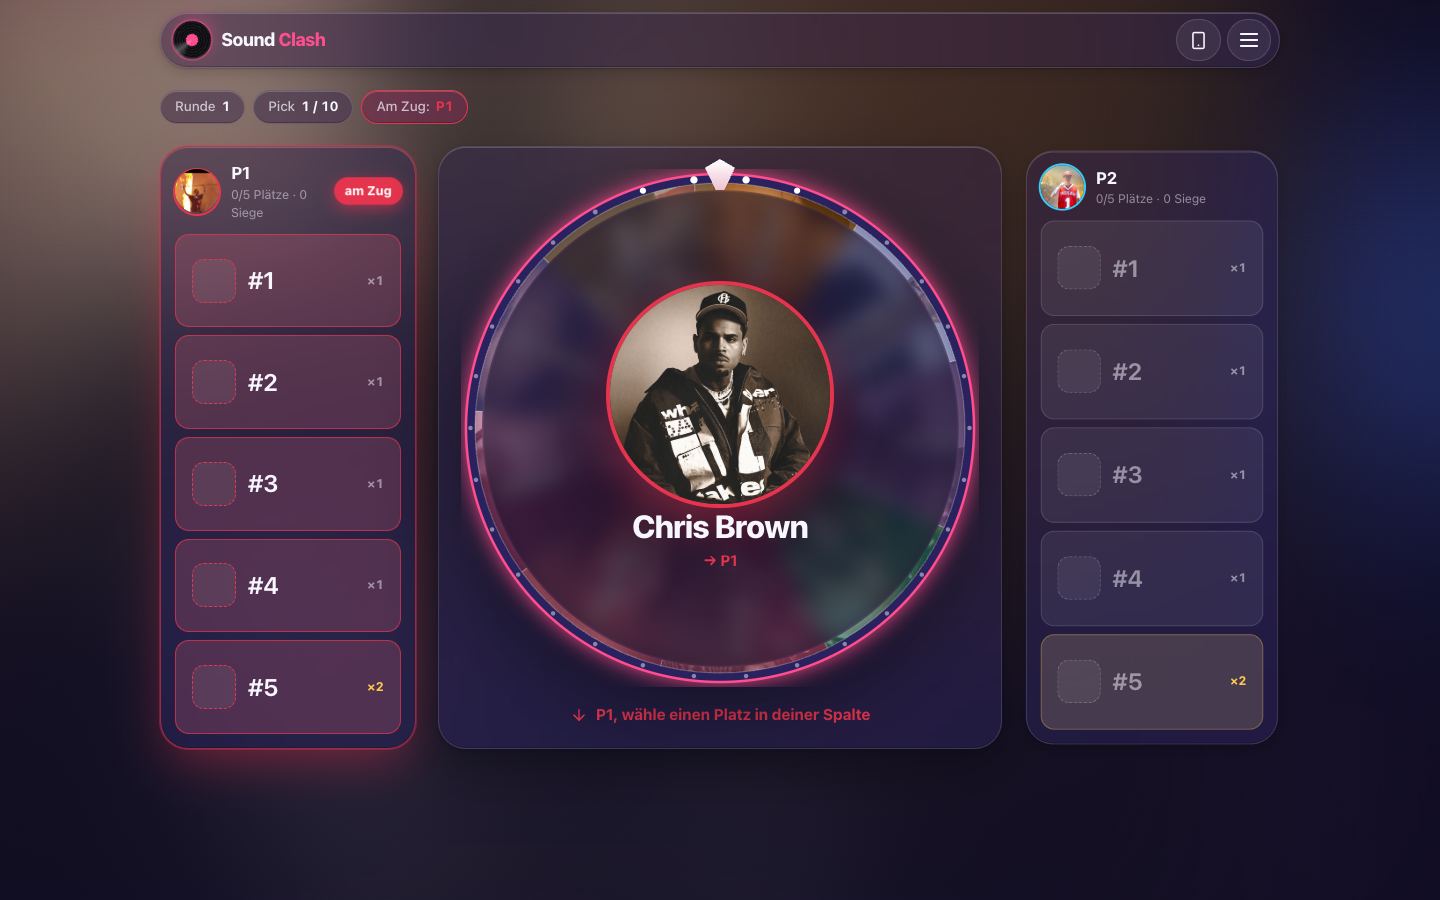 Sound Clash
Runde 1
Pick 1 / 10
Am Zug: P1
P1
0/5 Plätze · 0
Siege
am Zug
#1 ×1
#2 ×1
#3 ×1
#4 ×1
#5 ×2
Chris Brown
→ P1
↓ P1, wähle einen Platz in deiner Spalte
P2
0/5 Plätze · 0 Siege
#1 ×1
#2 ×1
#3 ×1
#4 ×1
#5 ×2